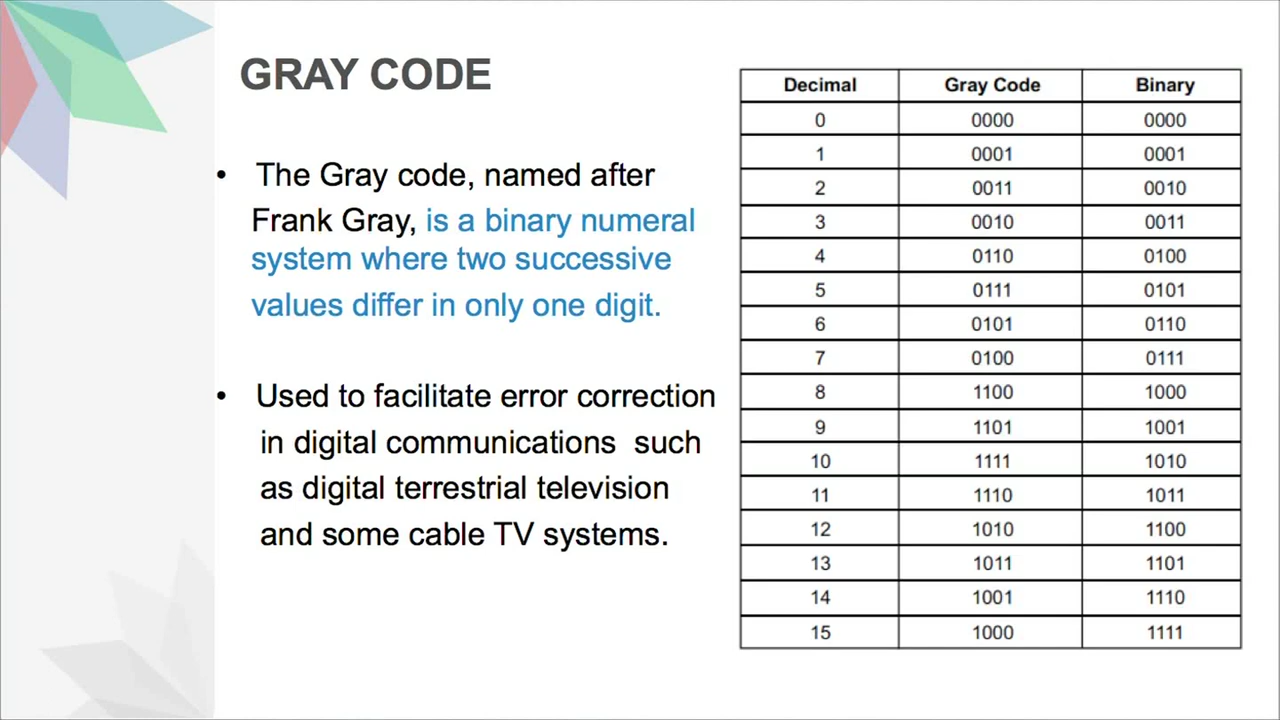 GRAY CODE
• The Gray code, named after
Frank Gray, is a binary numeral
system where two successive
values differ in only one digit.
• Used to facilitate error correction
in digital communications such
as digital terrestrial television
and some cable TV systems.
Decimal Gray Code Binary
0 0000 0000
1 0001 0001
2 0011 0010
3 0010 0011
4 0110 0100
5 0111 0101
6 0101 0110
7 0100 0111
8 1100 1000
9 1101 1001
10 1111 1010
11 1110 1011
12 1010 1100
13 1011 1101
14 1001 1110
15 1000 1111